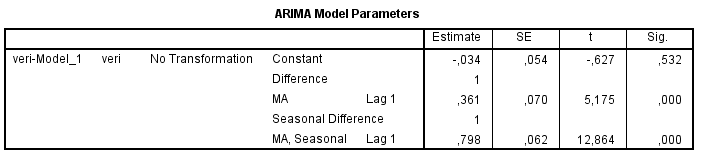 ARIMA Model Parameters
Estimate SE t Sig.
veri-Model_1 veri No Transformation Constant -,034 ,054 -,627 ,532
Difference 1
MA Lag 1 ,361 ,070 5,175 ,000
Seasonal Difference 1
MA, Seasonal Lag 1 ,798 ,062 12,864 ,000